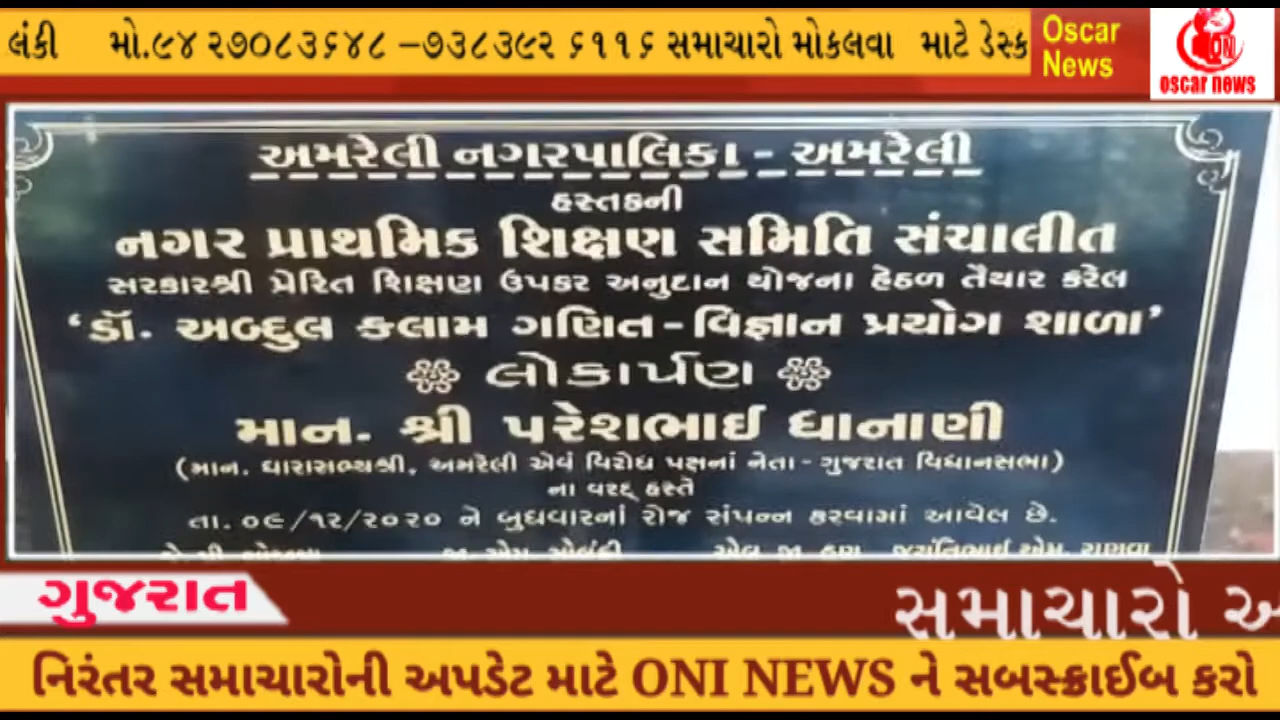 લંકી મો.૯૪ ૨૭૦૮૩૬૪૮ –૭૩૮૩૯૨ ૬૧૧૬ સમાચારો મોકલવા માટે ડેસ્ક
Oscar
News
ONI
oscar news
અમરેલી નગરપાલિકા - અમરેલી
હસ્તકની
નગર પ્રાથમિક શિક્ષણ સમિતિ સંચાલીત
સરકારશ્રી પ્રેરિત શિક્ષણ ઉપકર અનુદાન યોજના હેઠળ તૈયાર કરેલ
‘ડૉ. અબ્દુલ કલામ ગણિત-વિજ્ઞાન પ્રયોગ શાળા’
લોકાર્પણ
માન. શ્રી પરેશભાઇ ધાનાણી
(માન. ધારાસભ્યશ્રી, અમરેલી એવં વિરોધ પક્ષનાં નેતા-ગુજરાત વિધાનસભા)
ના વરદ્ હસ્તે
તા. ૦૯/૧૨/૨૦૨૦ ને બુધવારનાં રોજ સંપન્ન કરવામાં આવેલ છે.
ગુજરાત
સમાચારો અ
નિરંતર સમાચારોની અપડેટ માટે ONI NEWS ને સબસ્ક્રાઈબ કરો